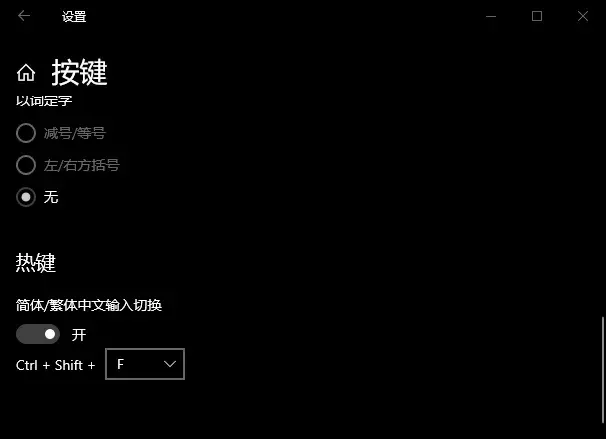 设置
按键
以词定字
减号/等号
左/右方括号
无
热键
简体/繁体中文输入切换
开
Ctrl + Shift + F